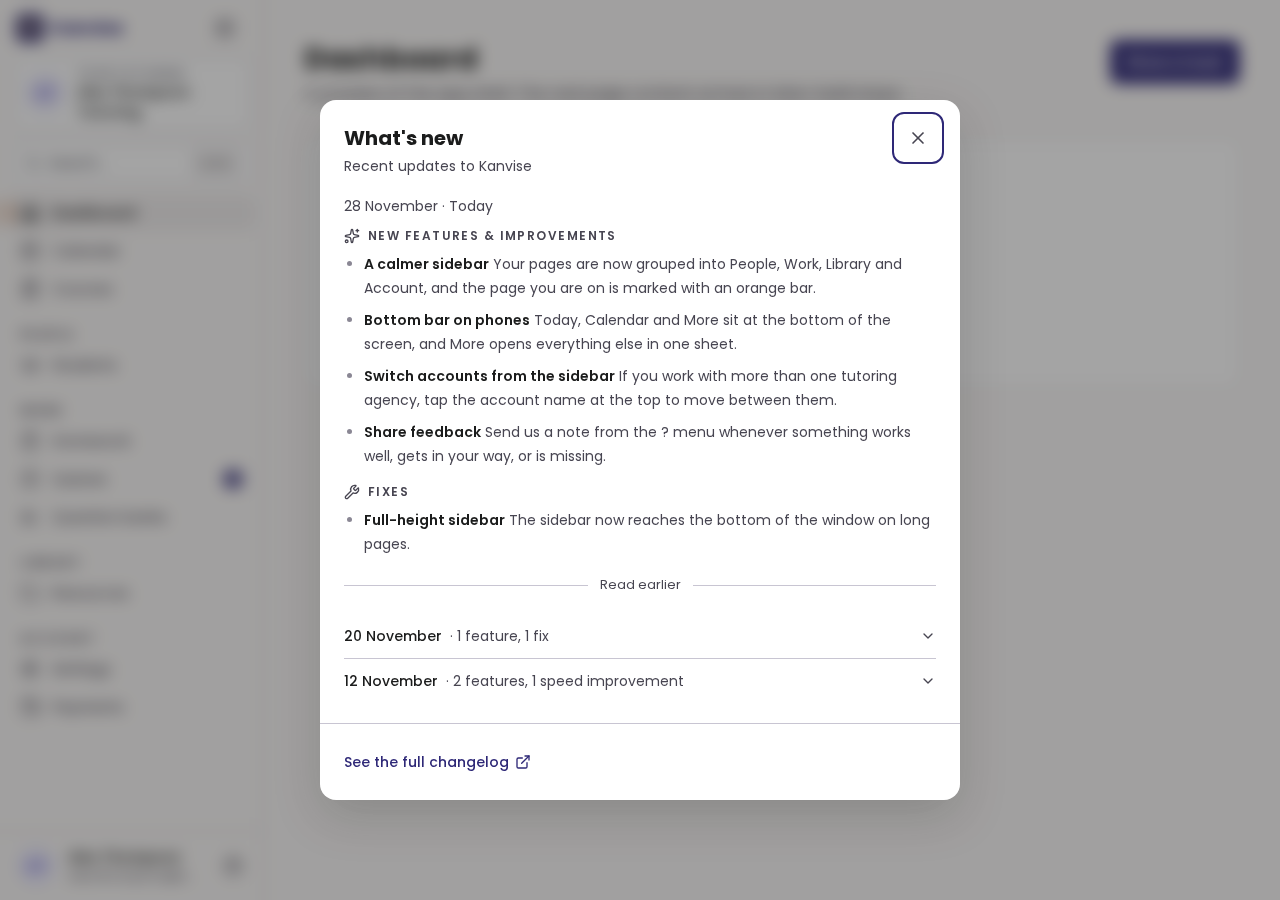 Dashboard
What's new
Recent updates to Kanvise
28 November · Today
NEW FEATURES & IMPROVEMENTS
• A calmer sidebar Your pages are now grouped into People, Work, Library and
Account, and the page you are on is marked with an orange bar.
• Bottom bar on phones Today, Calendar and More sit at the bottom of the
screen, and More opens everything else in one sheet.
• Switch accounts from the sidebar If you work with more than one tutoring
agency, tap the account name at the top to move between them.
• Share feedback Send us a note from the ? menu whenever something works
well, gets in your way, or is missing.
FIXES
• Full-height sidebar The sidebar now reaches the bottom of the window on long
pages.
Read earlier
20 November · 1 feature, 1 fix
12 November · 2 features, 1 speed improvement
See the full changelog